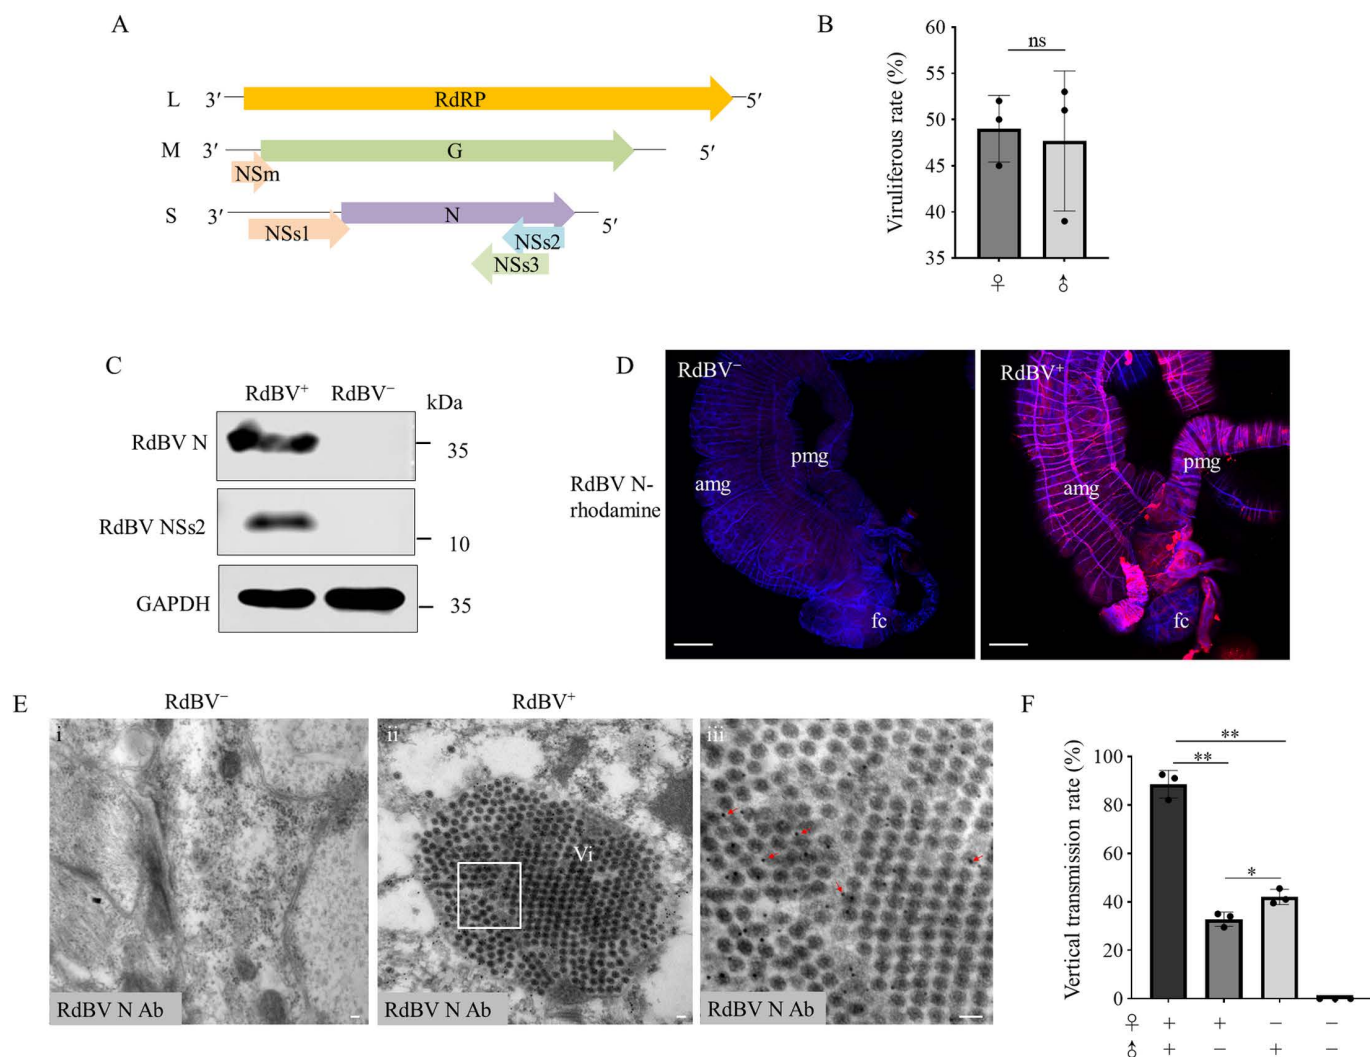 A
L 3′ RdRP 5′
M 3′ G 5′
NSm
S 3′ N 5′
NSs1 NSs2
NSs3
B
Viruliferous rate (%)
60
55
50
45
40
35
ns
♀ ♂
C
RdBV⁺ RdBV⁻ kDa
RdBV N 35
RdBV NSs2 10
GAPDH 35
D
RdBV N-
rhodamine
RdBV⁻
pmg
amg
fc
RdBV⁺
pmg
amg
fc
E
RdBV⁻ RdBV⁺
i
RdBV N Ab
ii
Vi
RdBV N Ab
iii
RdBV N Ab
F
Vertical transmission rate (%)
100
80
60
40
20
0
**
**
*
♀ + + − −
♂ + − + −